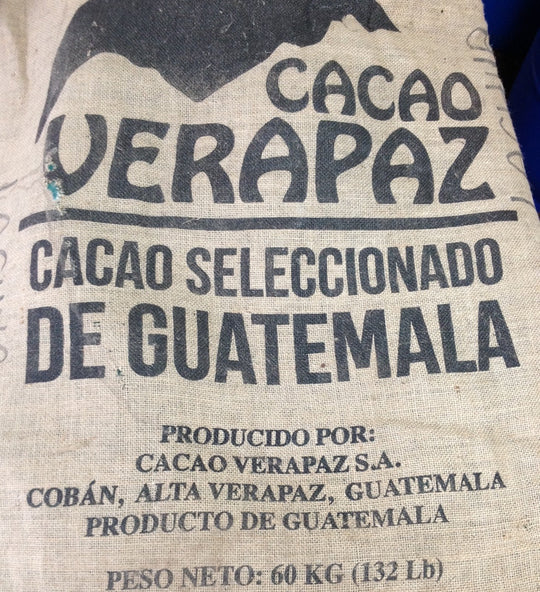 CACAO
VERAPAZ
CACAO SELECCIONADO
DE GUATEMALA
PRODUCIDO POR:
CACAO VERAPAZ S.A.
COBÁN, ALTA VERAPAZ, GUATEMALA
PRODUCTO DE GUATEMALA
PESO NETO: 60 KG (132 Lb)